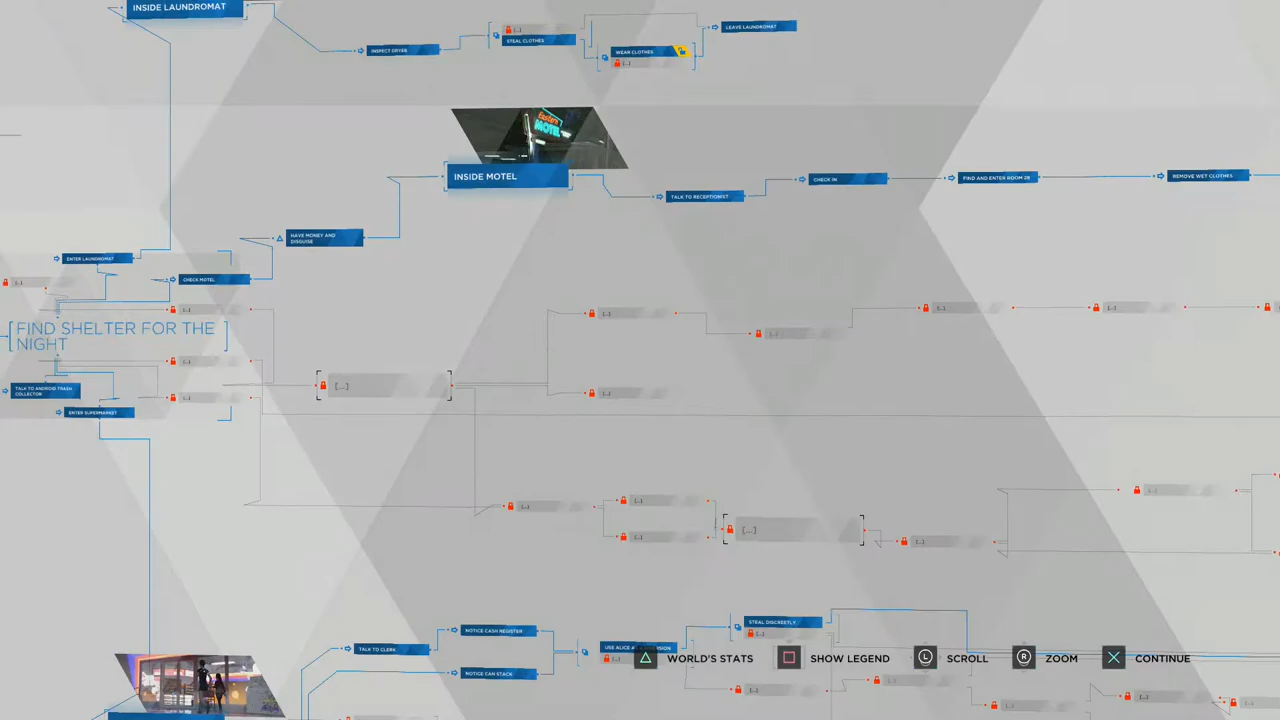 INSIDE LAUNDROMAT
INSPECT DRYER
[...]
STEAL CLOTHES
WEAR CLOTHES
[...]
LEAVE LAUNDROMAT
Eastern
MOTEL
INSIDE MOTEL
TALK TO RECEPTIONIST
CHECK IN
FIND AND ENTER ROOM 28
REMOVE WET CLOTHES
HAVE MONEY AND
DISGUISE
ENTER LAUNDROMAT
CHECK MOTEL
[...]
[...]
[...]
[...]
[...]
[...]
FIND SHELTER FOR THE
NIGHT
[...]
[...]
TALK TO ANDROID TRASH
COLLECTOR
[...]
[...]
[...]
ENTER SUPERMARKET
[...]
[...]
[...]
[...]
[...]
[...]
TALK TO CLERK
NOTICE CASH REGISTER
NOTICE CAN STACK
[...]
STEAL DISCREETLY
[...]
[...]
[...]
[...]
[...]
[...]
WORLD'S STATS
SHOW LEGEND
L
SCROLL
R
ZOOM
CONTINUE